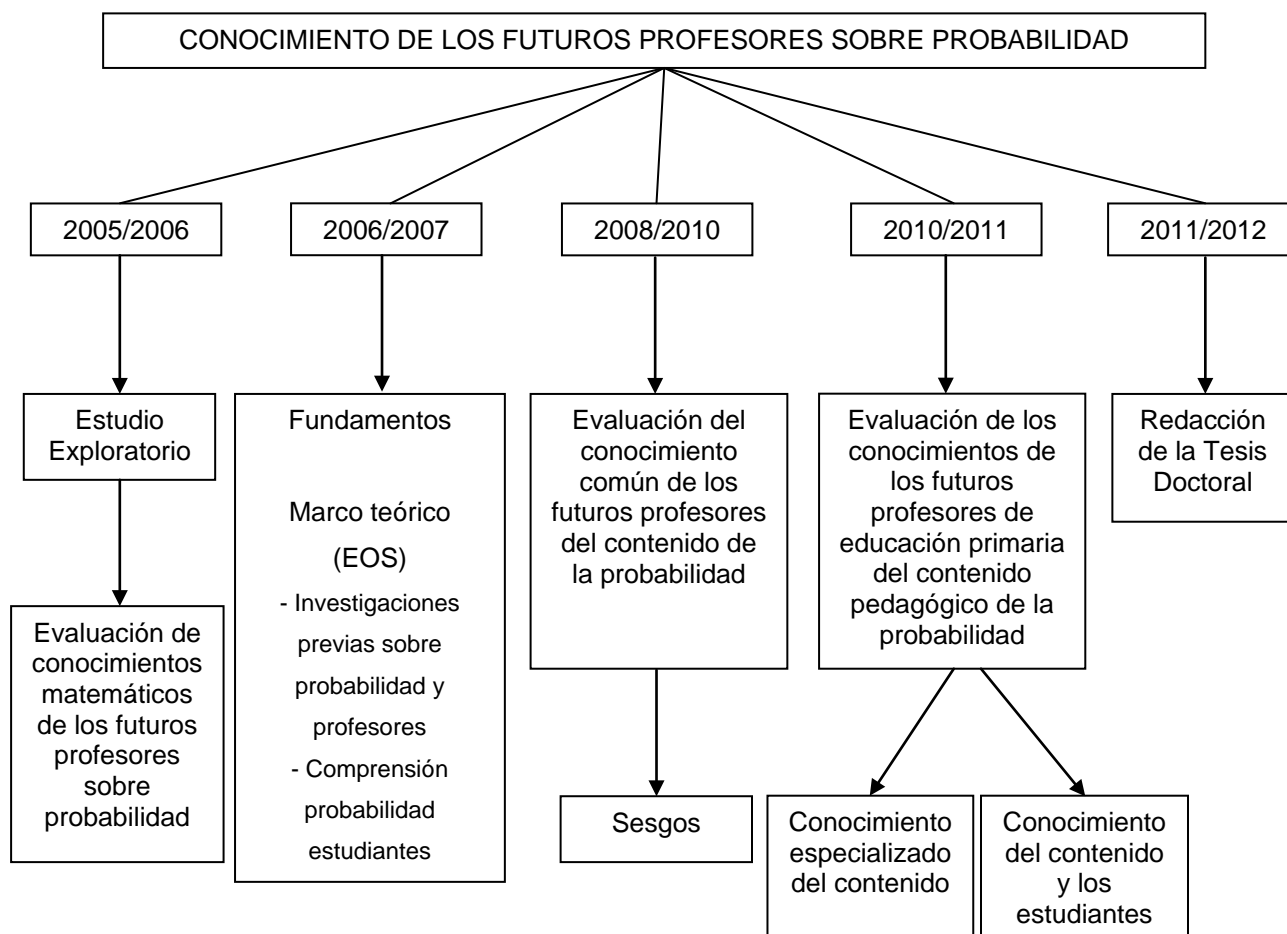 CONOCIMIENTO DE LOS FUTUROS PROFESORES SOBRE PROBABILIDAD
2005/2006
2006/2007
2008/2010
2010/2011
2011/2012
Estudio
Exploratorio
Evaluación de
conocimientos
matemáticos
de los futuros
profesores
sobre
probabilidad
Fundamentos
Marco teórico
(EOS)
- Investigaciones
previas sobre
probabilidad y
profesores
- Comprensión
probabilidad
estudiantes
Evaluación del
conocimiento
común de los
futuros profesores
del contenido de
la probabilidad
Sesgos
Evaluación de los
conocimientos de
los futuros
profesores de
educación primaria
del contenido
pedagógico de la
probabilidad
Conocimiento
especializado
del contenido
Conocimiento
del contenido
y los
estudiantes
Redacción
de la Tesis
Doctoral